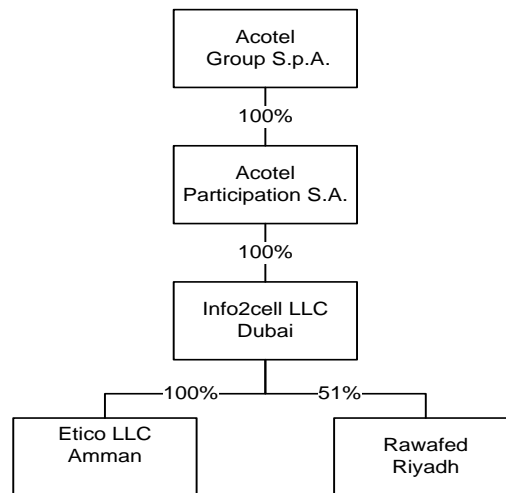 Acotel
Group S.p.A.
100%
Acotel
Participation S.A.
100%
Info2cell LLC
Dubai
100%
51%
Etico LLC
Amman
Rawafed
Riyadh